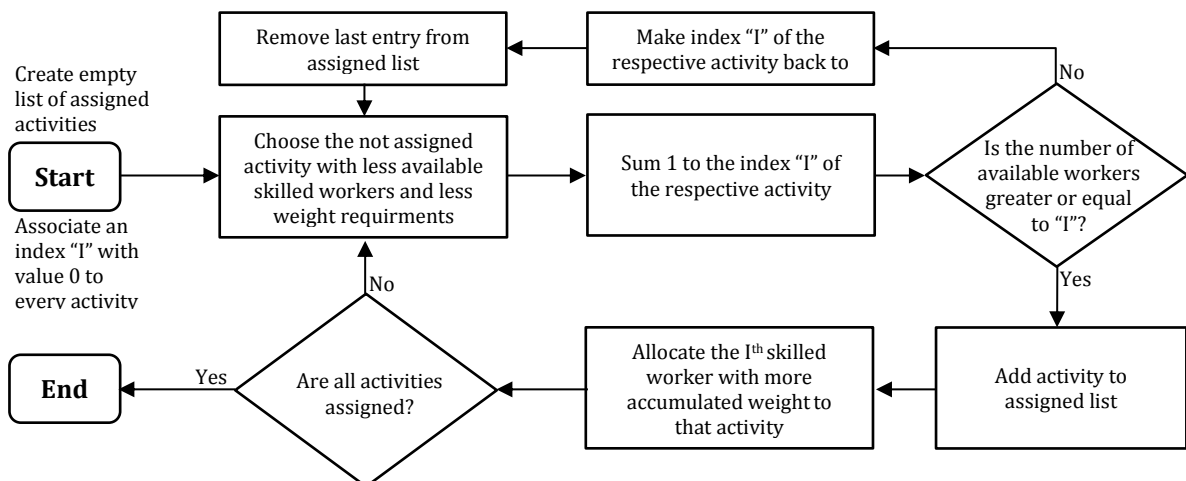 Create empty
list of assigned
activities
Start
Associate an
index “I” with
value 0 to
every activity
Remove last entry from
assigned list
Make index “I” of the
respective activity back to
No
Choose the not assigned
activity with less available
skilled workers and less
weight requirments
Sum 1 to the index “I” of
the respective activity
Is the number of
available workers
greater or equal
to “I”?
Yes
No
End
Yes
Are all activities
assigned?
Allocate the Iᵗʰ skilled
worker with more
accumulated weight to
that activity
Add activity to
assigned list